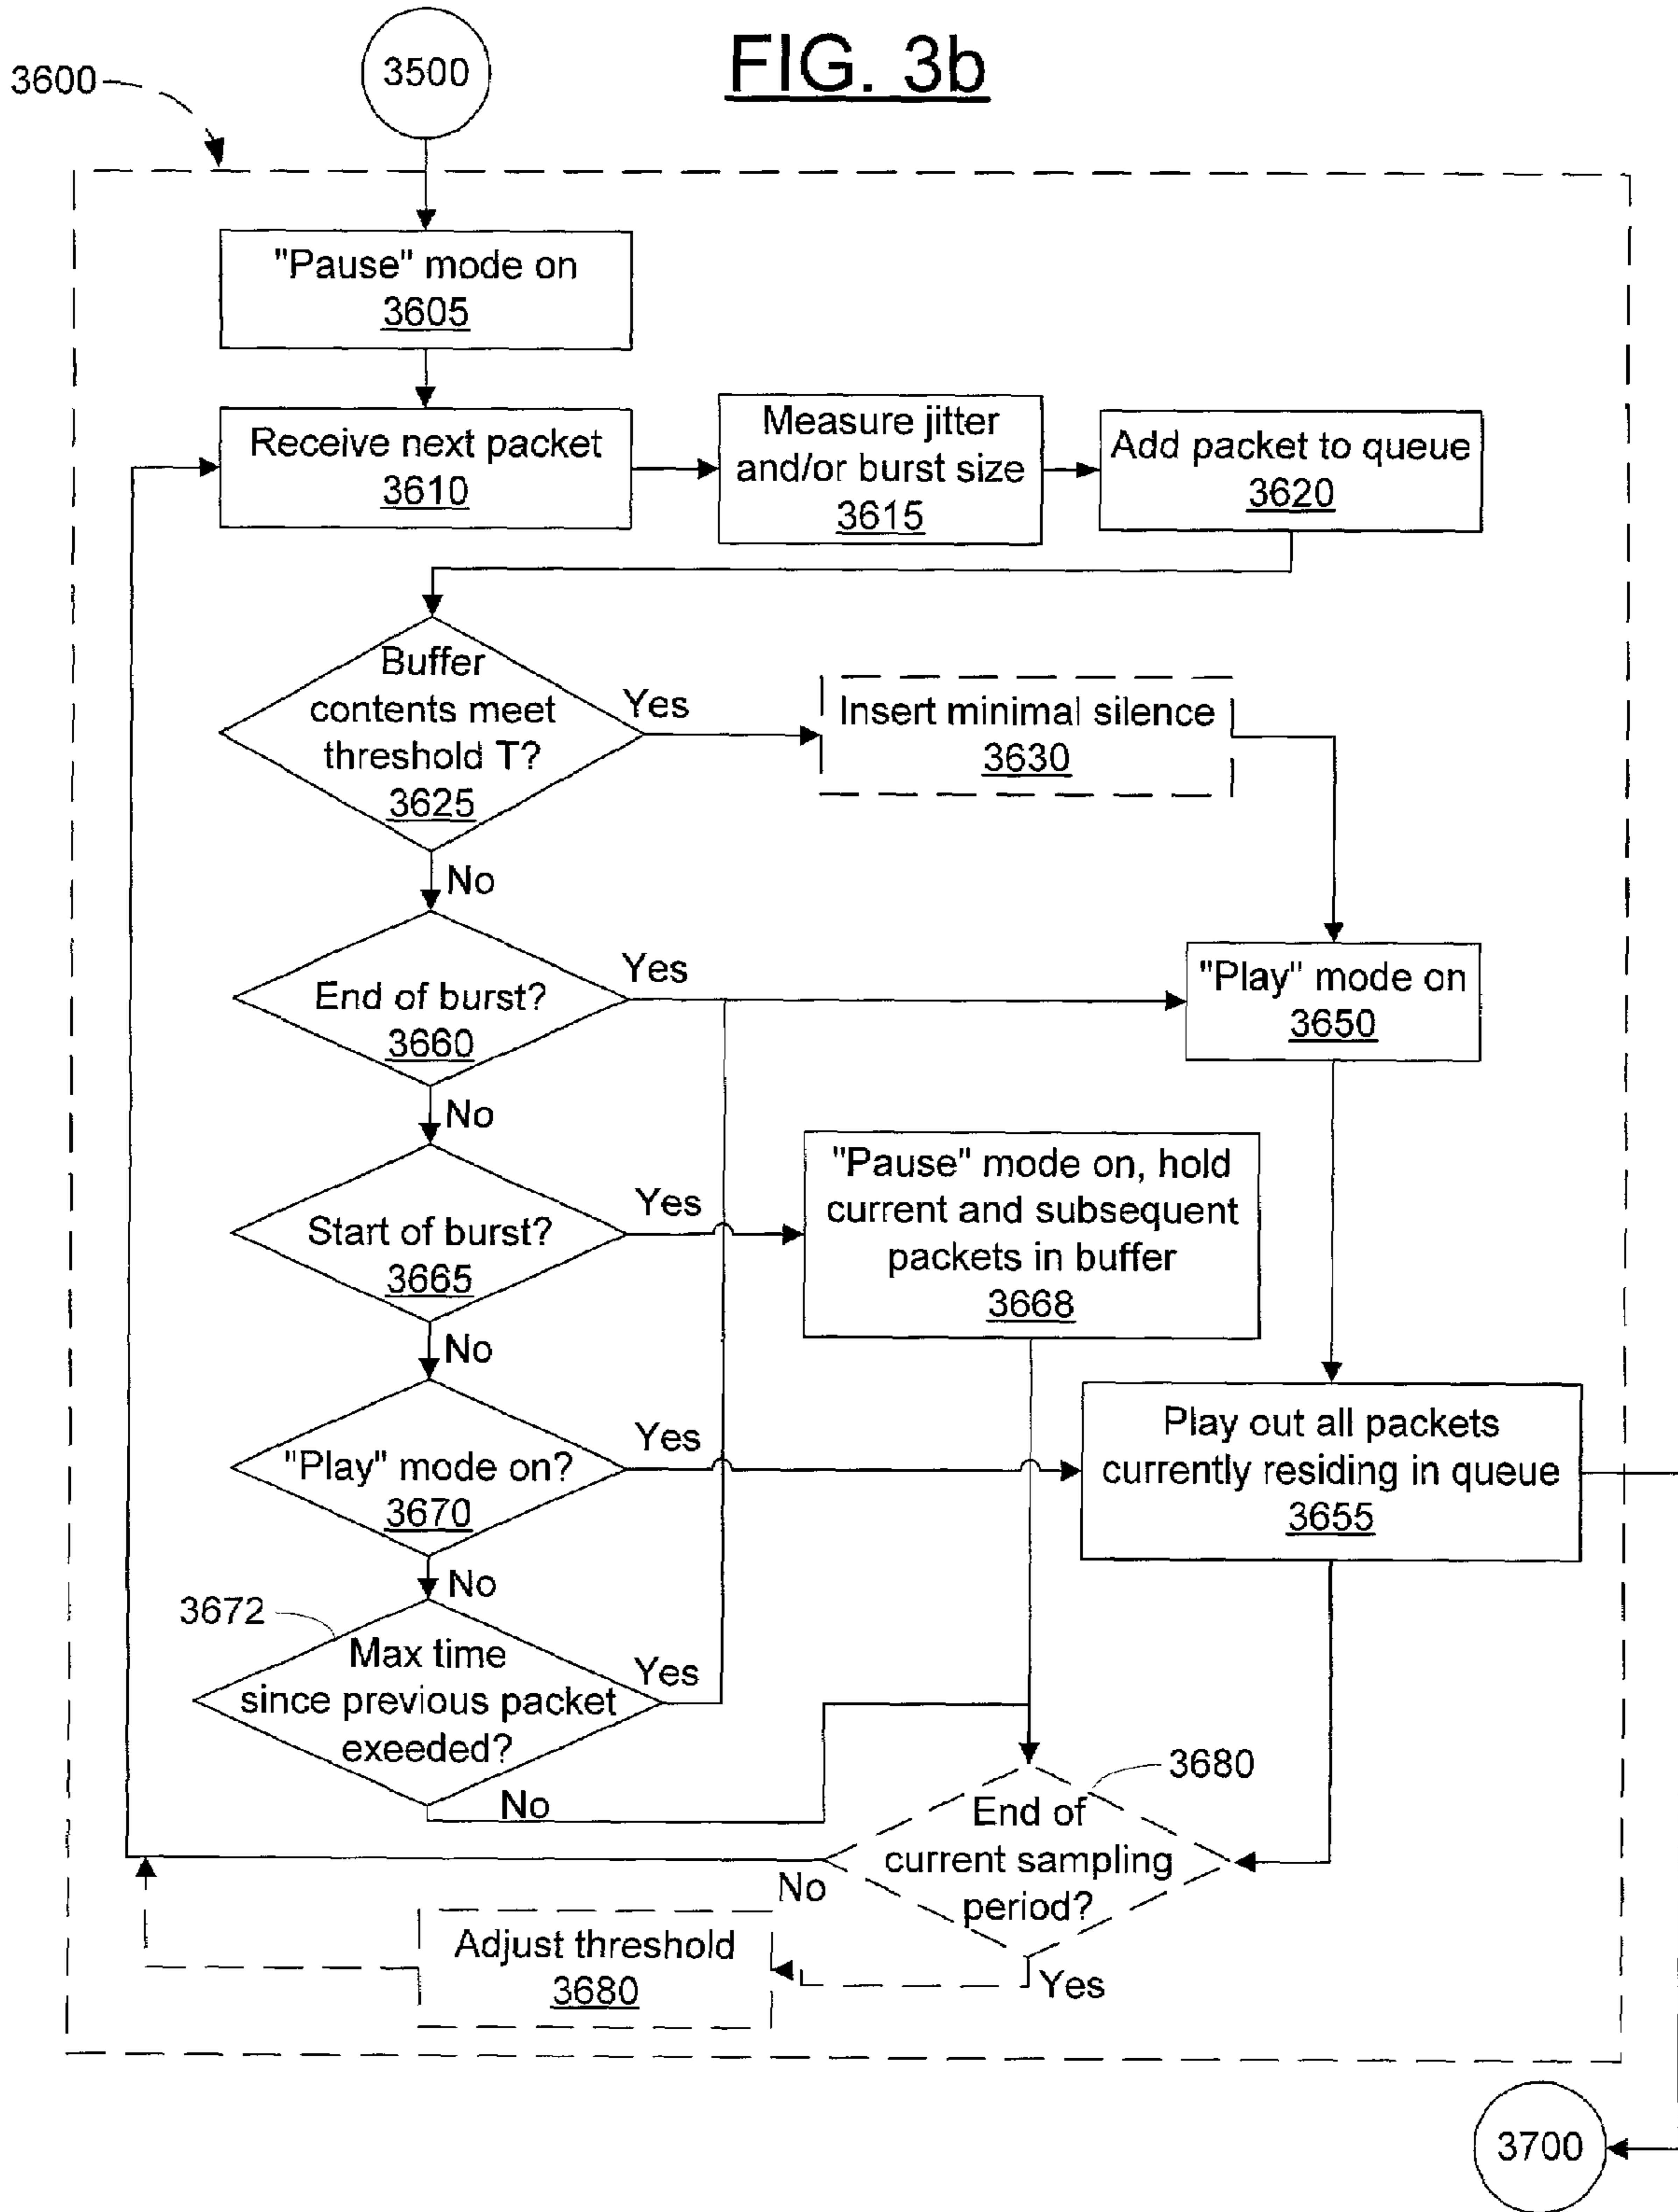 FIG. 3b
3500
3600
"Pause" mode on
3605
Receive next packet
3610
Measure jitter
and/or burst size
3615
Add packet to queue
3620
Buffer
contents meet
threshold T?
3625
Yes
No
Insert minimal silence
3630
End of burst?
3660
Yes
No
"Play" mode on
3650
Start of burst?
3665
Yes
No
"Pause" mode on, hold
current and subsequent
packets in buffer
3668
"Play" mode on?
3670
Yes
No
Play out all packets
currently residing in queue
3655
3672
Max time
since previous packet
exeeded?
Yes
No
3680
End of
current sampling
period?
No
Yes
Adjust threshold
3680
3700